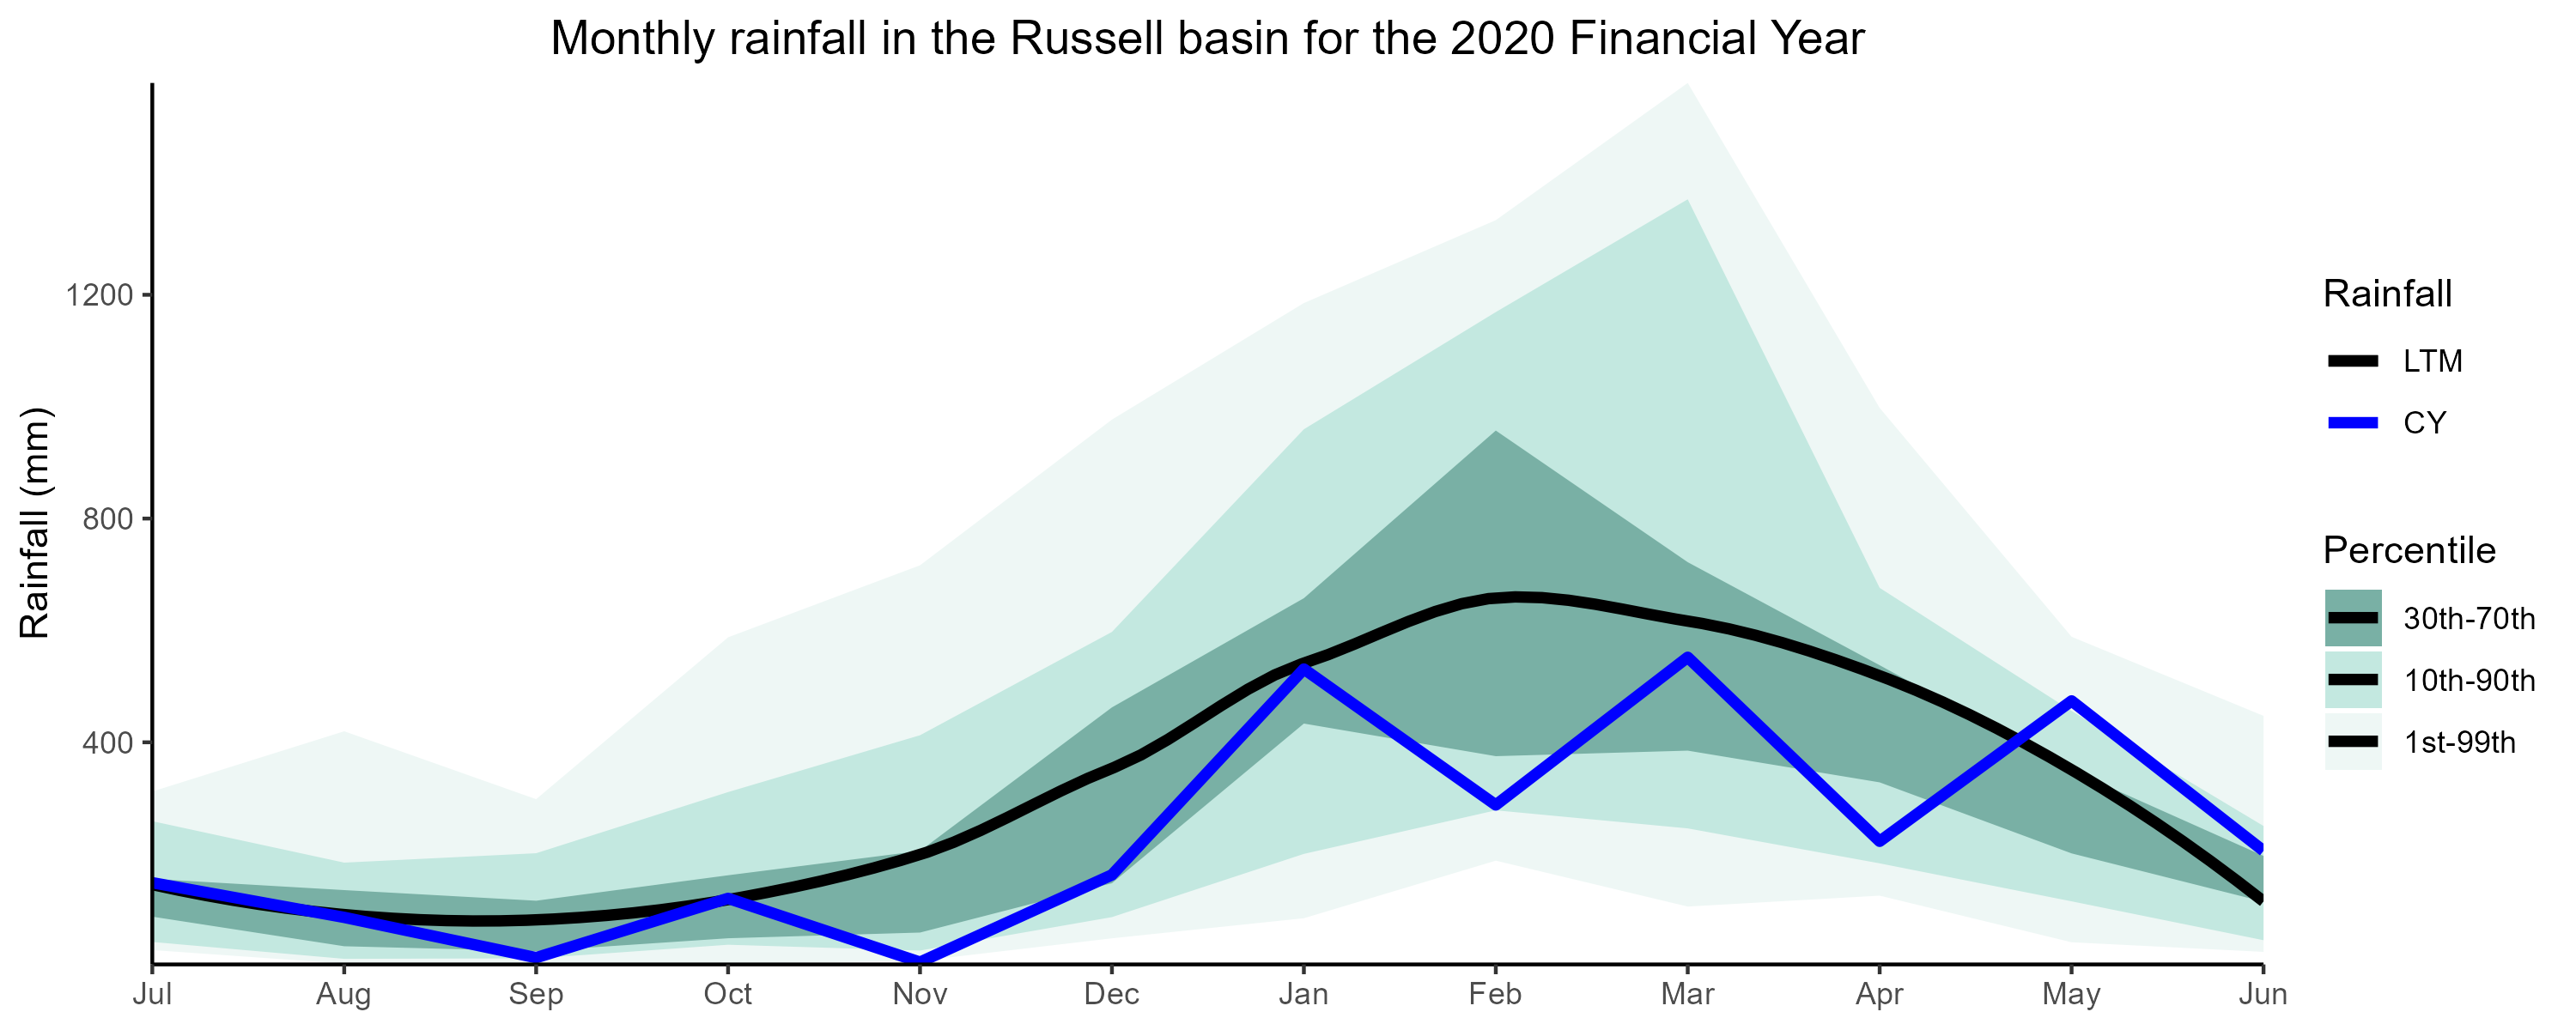 Monthly rainfall in the Russell basin for the 2020 Financial Year
Rainfall (mm)
1200
800
400
Jul Aug Sep Oct Nov Dec Jan Feb Mar Apr May Jun
Rainfall
LTM
CY
Percentile
30th-70th
10th-90th
1st-99th